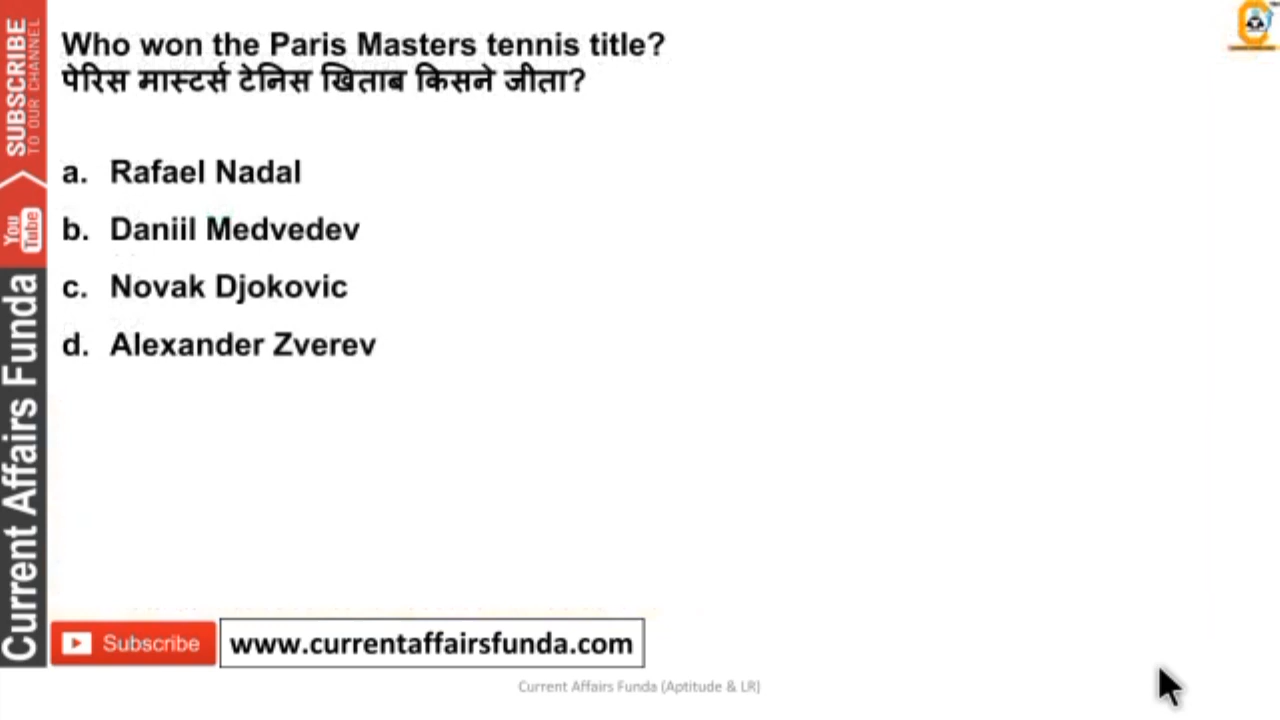 Who won the Paris Masters tennis title?
पेरिस मास्टर्स टेनिस खिताब किसने जीता?
a. Rafael Nadal
b. Daniil Medvedev
c. Novak Djokovic
d. Alexander Zverev
SUBSCRIBE
TO OUR CHANNEL
You Tube
Current Affairs Funda
Subscribe
www.currentaffairsfunda.com
Current Affairs Funda (Aptitude & LR)